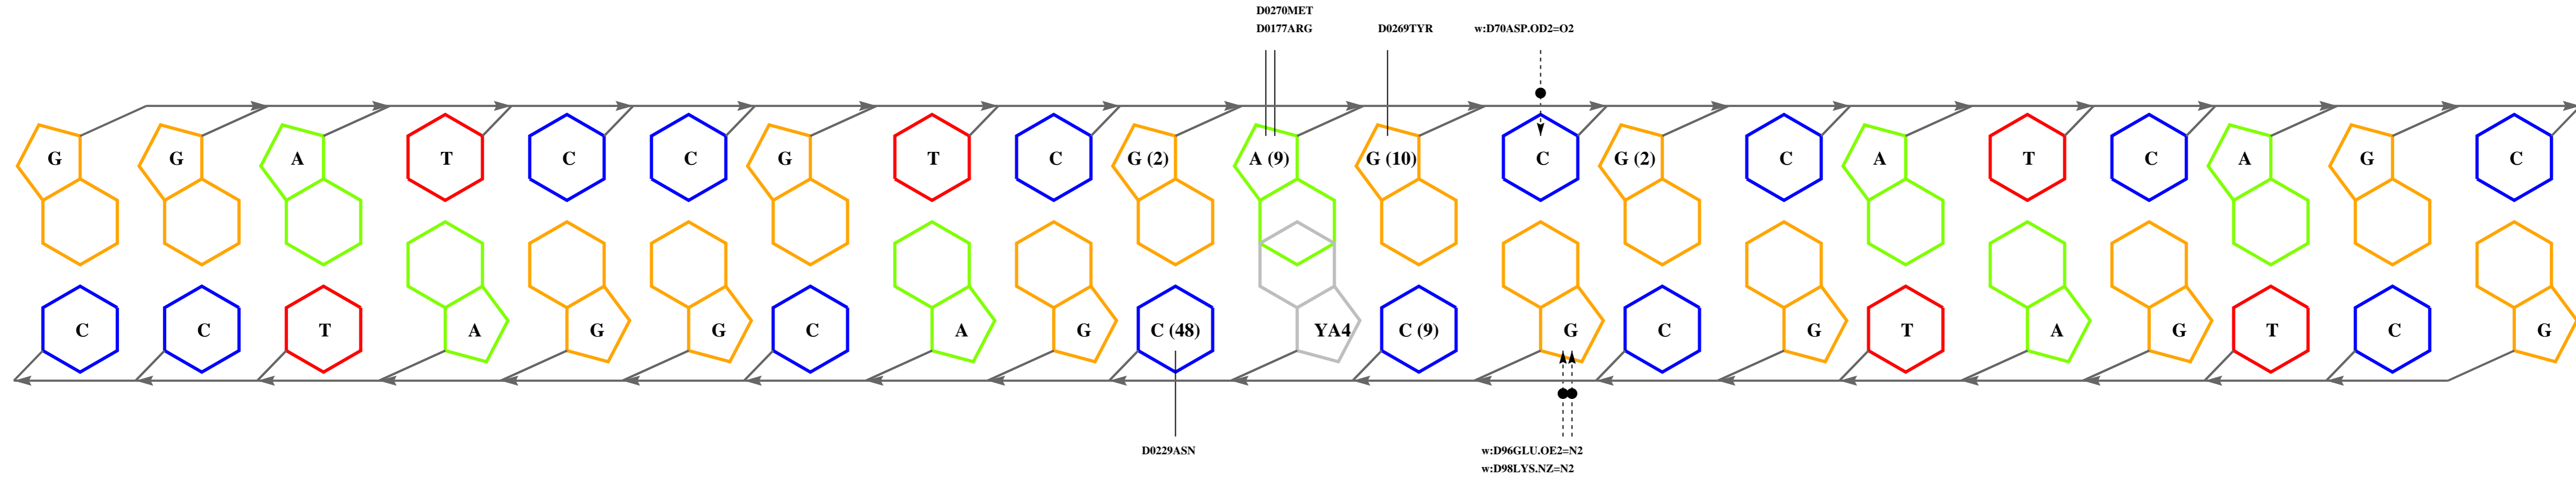 D0270MET
D0177ARG D0269TYR w:D70ASP.OD2=O2
G G A T C C G T C G (2) A (9) G (10) C G (2) C A T C A G C
C C T A G G C A G C (48) YA4 C (9) G C G T A G T C G
D0229ASN w:D96GLU.OE2=N2
w:D98LYS.NZ=N2